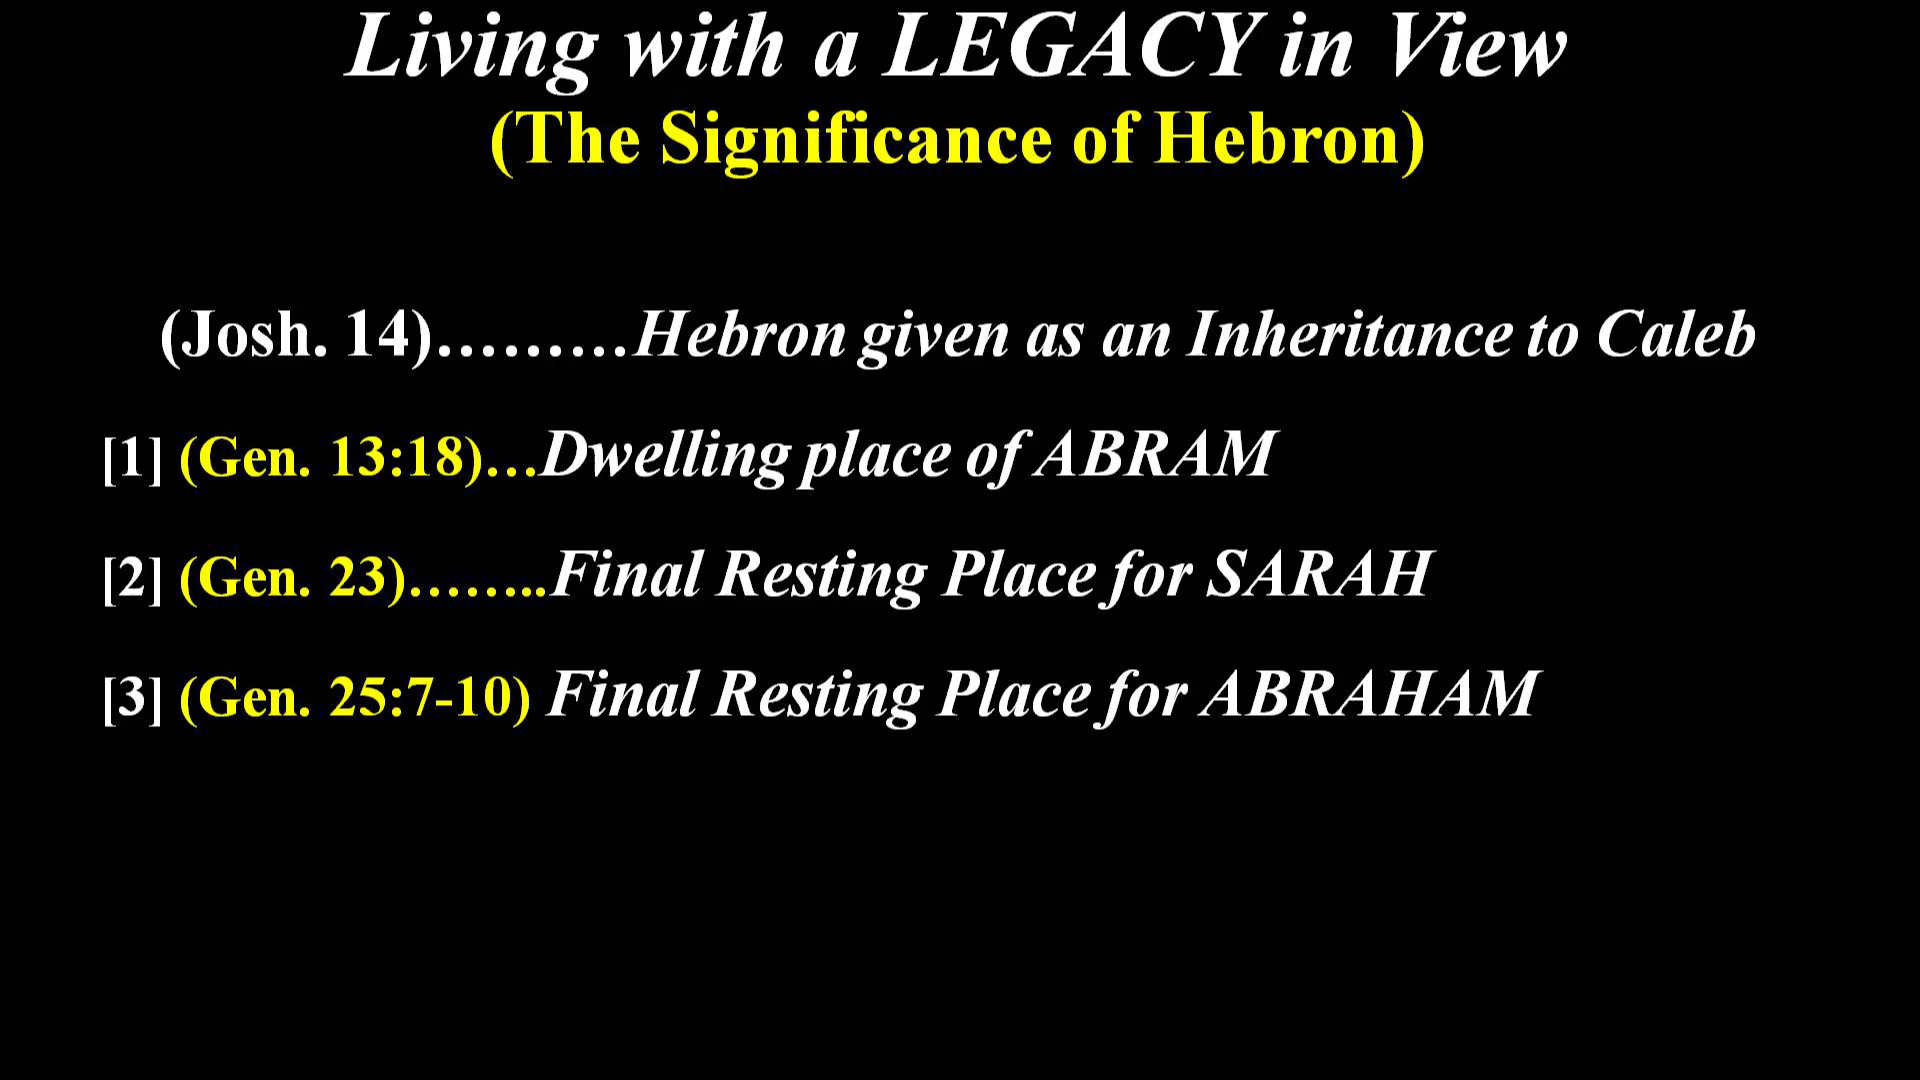 Living with a LEGACY in View
(The Significance of Hebron)
(Josh. 14)………Hebron given as an Inheritance to Caleb
[1] (Gen. 13:18)…Dwelling place of ABRAM
[2] (Gen. 23)……..Final Resting Place for SARAH
[3] (Gen. 25:7-10) Final Resting Place for ABRAHAM